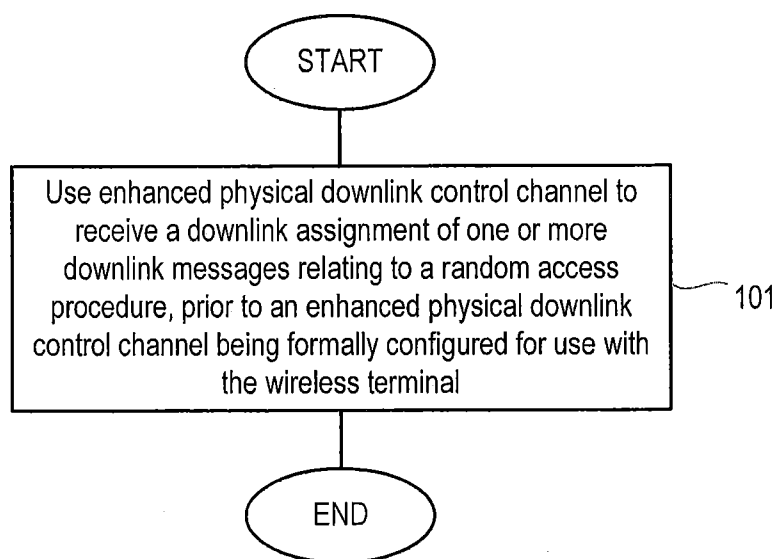 START
Use enhanced physical downlink control channel to
receive a downlink assignment of one or more
downlink messages relating to a random access
procedure, prior to an enhanced physical downlink
control channel being formally configured for use with
the wireless terminal
101
END